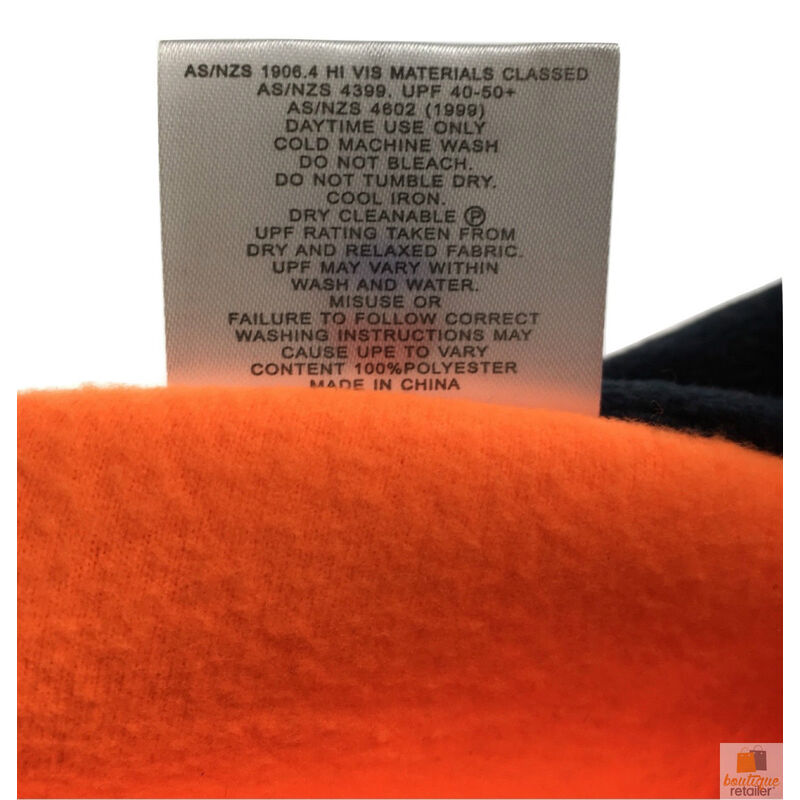 AS/NZS 1906.4 HI VIS MATERIALS CLASSED
AS/NZS 4399. UPF 40-50+
AS/NZS 4602 (1999)
DAYTIME USE ONLY
COLD MACHINE WASH
DO NOT BLEACH.
DO NOT TUMBLE DRY.
COOL IRON.
DRY CLEANABLE Ⓟ
UPF RATING TAKEN FROM
DRY AND RELAXED FABRIC.
UPF MAY VARY WITHIN
WASH AND WATER.
MISUSE OR
FAILURE TO FOLLOW CORRECT
WASHING INSTRUCTIONS MAY
CAUSE UPE TO VARY
CONTENT 100%POLYESTER
MADE IN CHINA
boutique
RETAILER